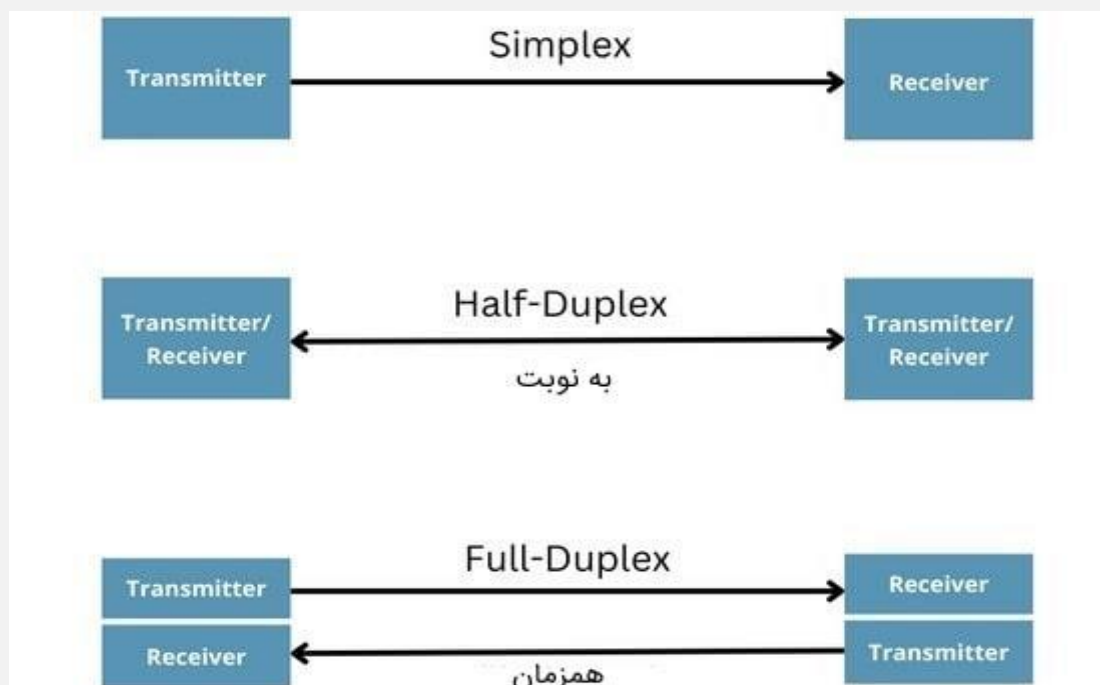 Simplex
Transmitter
Receiver
Half-Duplex
Transmitter/
Receiver
Transmitter/
Receiver
به نوبت
Full-Duplex
Transmitter
Receiver
Receiver
Transmitter
همزمان